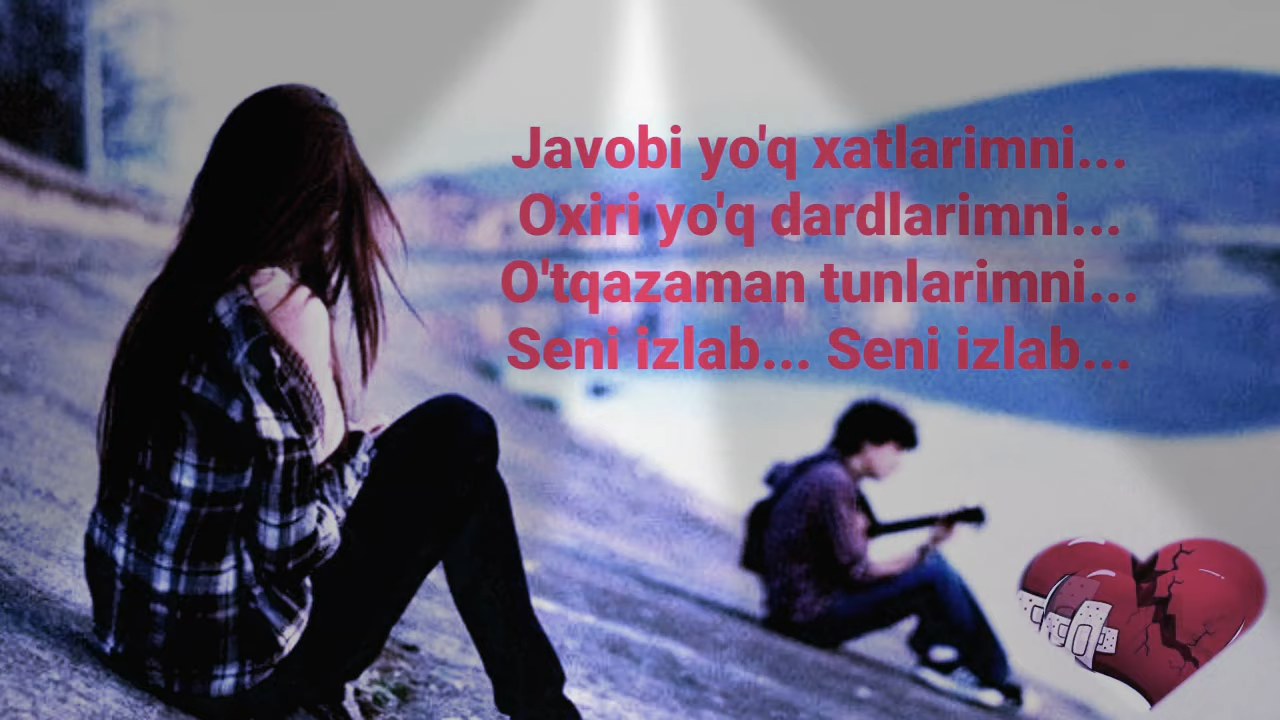 Javobi yo'q xatlarimni...
Oxiri yo'q dardlarimni...
O'tqazaman tunlarimni...
Seni izlab... Seni izlab...